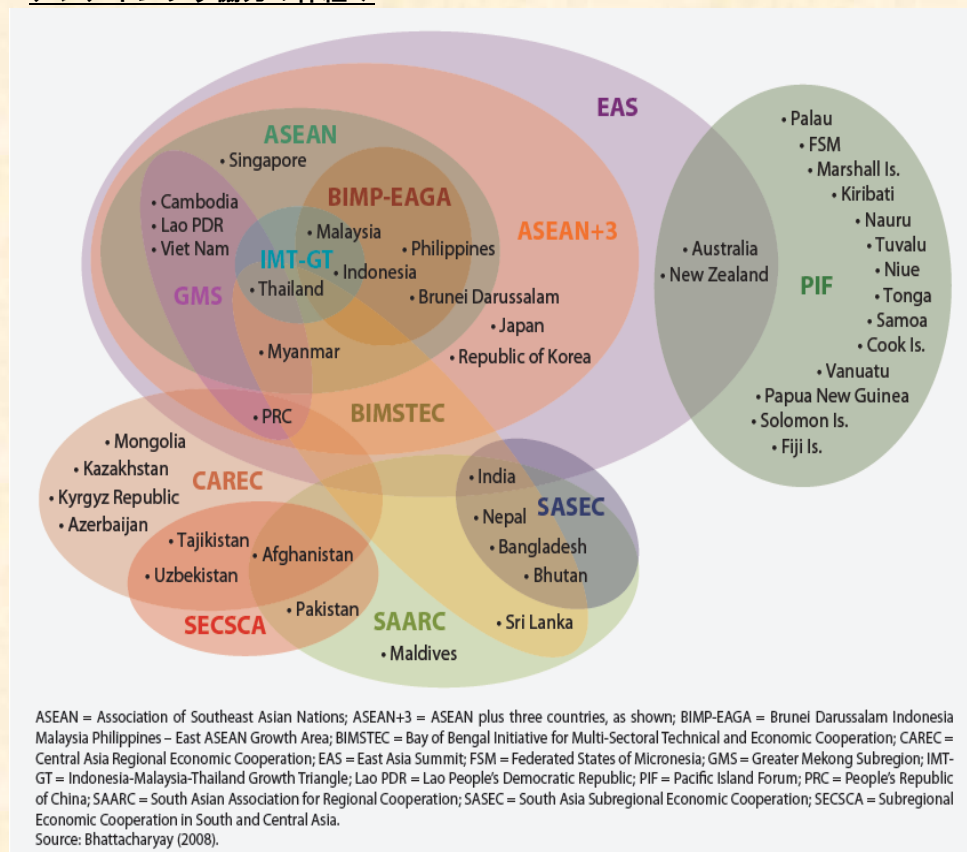 EAS
ASEAN
• Singapore
• Cambodia
• Lao PDR
• Viet Nam
GMS
BIMP-EAGA
• Malaysia
• Philippines
IMT-GT
• Indonesia
• Thailand
• Brunei Darussalam
ASEAN+3
• Japan
• Republic of Korea
• Myanmar
• PRC
BIMSTEC
• Australia
• New Zealand
PIF
• Palau
• FSM
• Marshall Is.
• Kiribati
• Nauru
• Tuvalu
• Niue
• Tonga
• Samoa
• Cook Is.
• Vanuatu
• Papua New Guinea
• Solomon Is.
• Fiji Is.
• Mongolia
• Kazakhstan
CAREC
• Kyrgyz Republic
• Azerbaijan
• Tajikistan
• Afghanistan
• Uzbekistan
• Pakistan
SECSCA
• India
SASEC
• Nepal
• Bangladesh
• Bhutan
SAARC
• Sri Lanka
• Maldives
ASEAN = Association of Southeast Asian Nations; ASEAN+3 = ASEAN plus three countries, as shown; BIMP-EAGA = Brunei Darussalam Indonesia
Malaysia Philippines – East ASEAN Growth Area; BIMSTEC = Bay of Bengal Initiative for Multi-Sectoral Technical and Economic Cooperation; CAREC =
Central Asia Regional Economic Cooperation; EAS = East Asia Summit; FSM = Federated States of Micronesia; GMS = Greater Mekong Subregion; IMT-
GT = Indonesia-Malaysia-Thailand Growth Triangle; Lao PDR = Lao People's Democratic Republic; PIF = Pacific Island Forum; PRC = People's Republic
of China; SAARC = South Asian Association for Regional Cooperation; SASEC = South Asia Subregional Economic Cooperation; SECSCA = Subregional
Economic Cooperation in South and Central Asia.
Source: Bhattacharyay (2008).